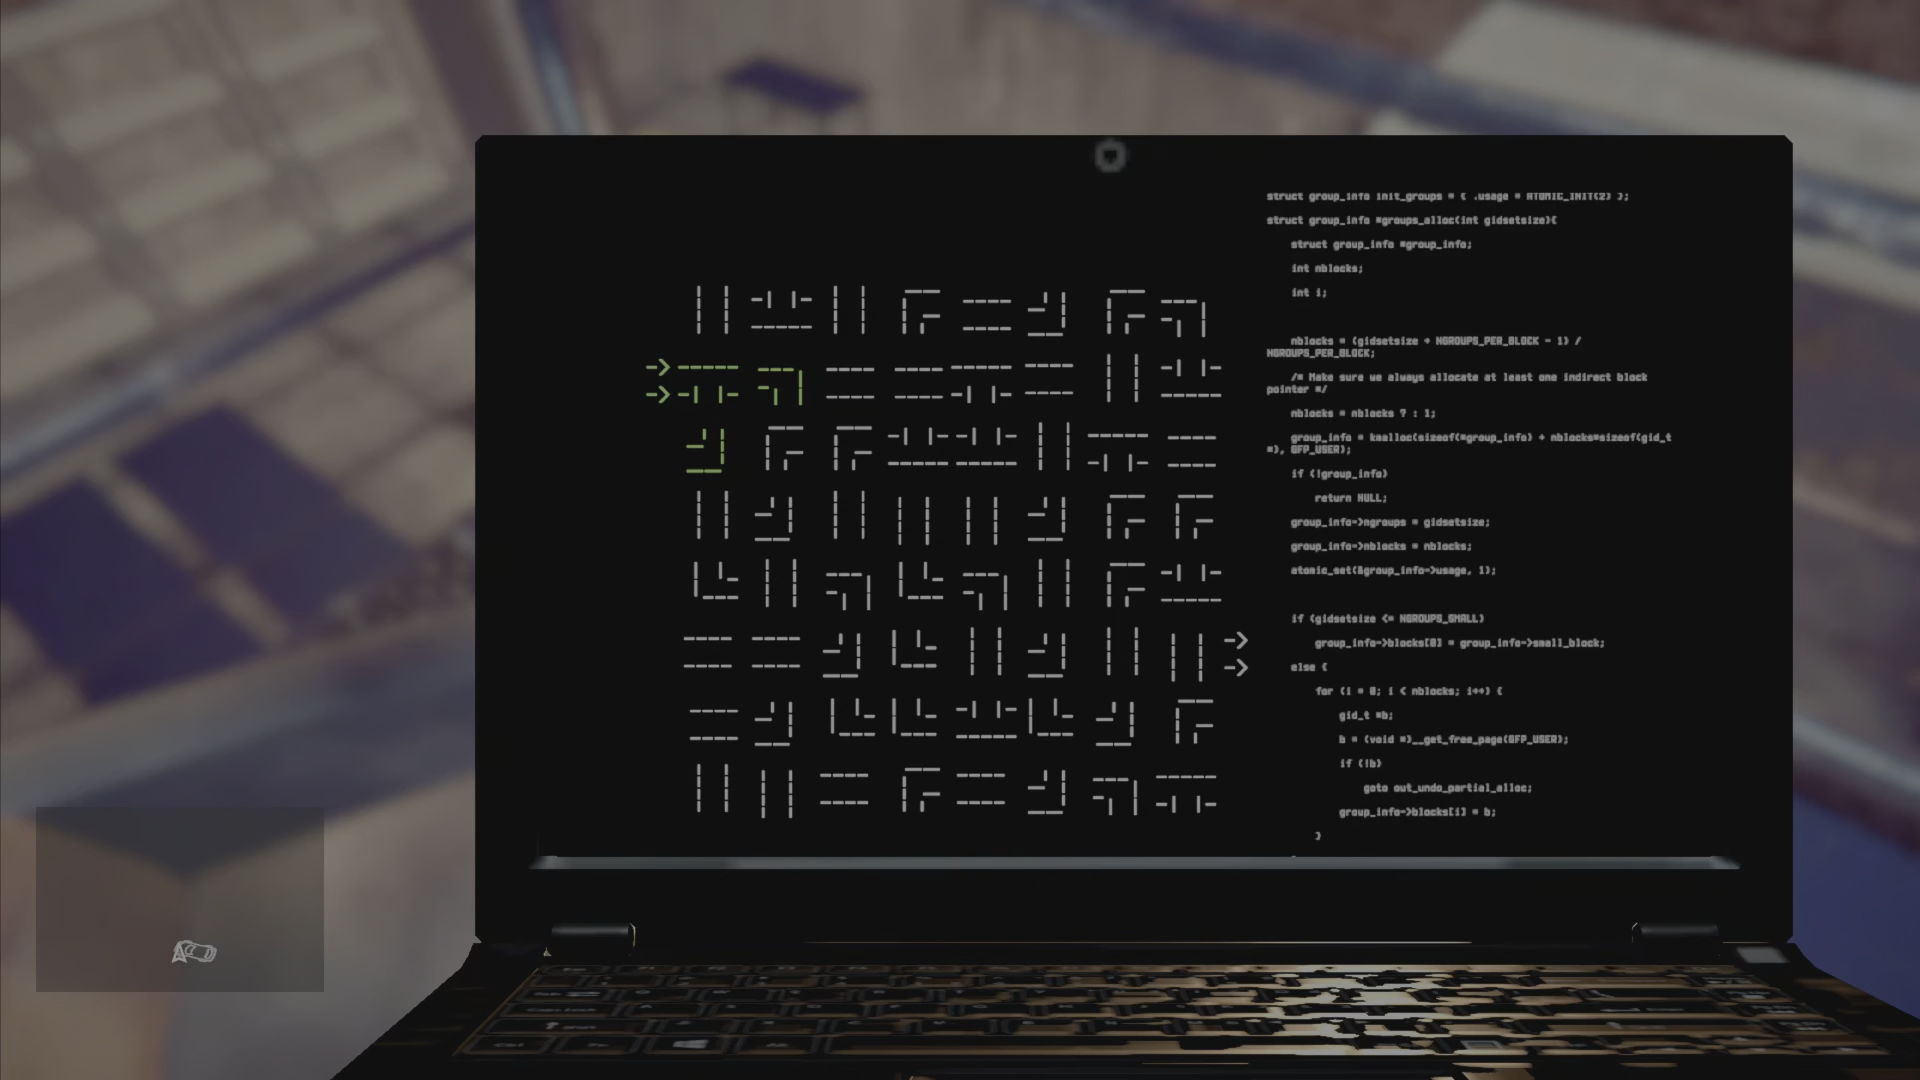 struct group_info init_groups = { .usage = ATOMIC_INIT(2) };
struct group_info *groups_alloc(int gidsetsize){
struct group_info *group_info;
int nblocks;
int i;
nblocks = (gidsetsize + NGROUPS_PER_BLOCK - 1) /
NGROUPS_PER_BLOCK;
/* Make sure we always allocate at least one indirect block
pointer */
nblocks = nblocks ? : 1;
group_info = kmalloc(sizeof(*group_info) + nblocks*sizeof(gid_t
*), GFP_USER);
if (!group_info)
return NULL;
group_info->ngroups = gidsetsize;
group_info->nblocks = nblocks;
atomic_set(&group_info->usage, 1);
if (gidsetsize <= NGROUPS_SMALL)
group_info->blocks[0] = group_info->small_block;
else {
for (i = 0; i < nblocks; i++) {
gid_t *b;
b = (void *)__get_free_page(GFP_USER);
if (!b)
goto out_undo_partial_alloc;
group_info->blocks[i] = b;
}